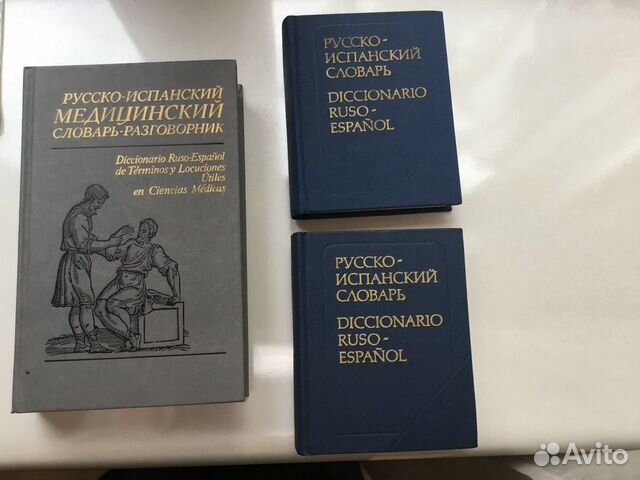 РУССКО-ИСПАНСКИЙ
МЕДИЦИНСКИЙ
СЛОВАРЬ-РАЗГОВОРНИК
Diccionario Ruso-Español
de Términos y Locuciones
Útiles
en Ciencias Médicas
РУССКО-
ИСПАНСКИЙ
СЛОВАРЬ
DICCIONARIO
RUSO-
ESPAÑOL
РУССКО-
ИСПАНСКИЙ
СЛОВАРЬ
DICCIONARIO
RUSO-
ESPAÑOL
Avito